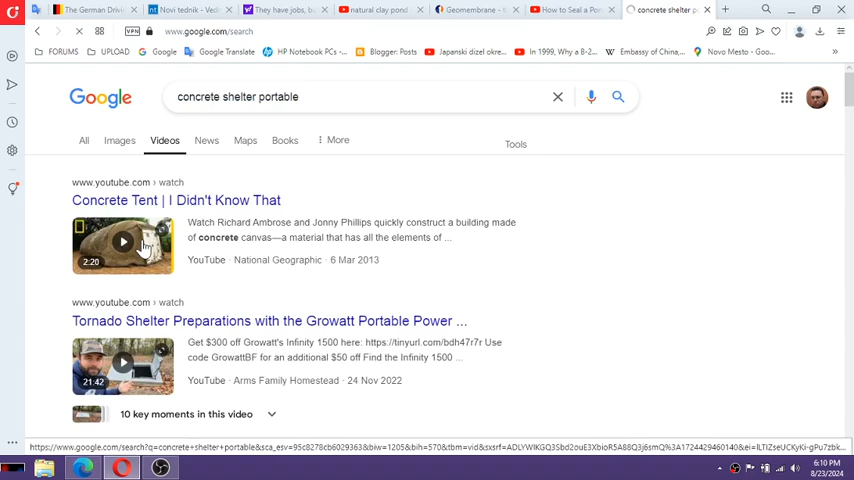 The German Drivi
Novi tednik - Ved
They have jobs, bu
natural clay pond
Geomembrane - t
How to Seal a Po
concrete shelter p
VPN
www.google.com/search
FORUMS
UPLOAD
Google
Google Translate
HP Notebook PCs -...
Blogger: Posts
Japanski dizel okre...
In 1999, Why a B-2...
Embassy of China,...
Novo Mesto - Goo...
Google
concrete shelter portable
All
Images
Videos
News
Maps
Books
More
Tools
www.youtube.com › watch
Concrete Tent | I Didn't Know That
2:20
Watch Richard Ambrose and Jonny Phillips quickly construct a building made
of concrete canvas—a material that has all the elements of ...
YouTube · National Geographic · 6 Mar 2013
www.youtube.com › watch
Tornado Shelter Preparations with the Growatt Portable Power ...
21:42
Get $300 off Growatt's Infinity 1500 here: https://tinyurl.com/bdh47r7r Use
code GrowattBF for an additional $50 off Find the Infinity 1500 ...
YouTube · Arms Family Homestead · 24 Nov 2022
10 key moments in this video
6:10 PM
8/23/2024